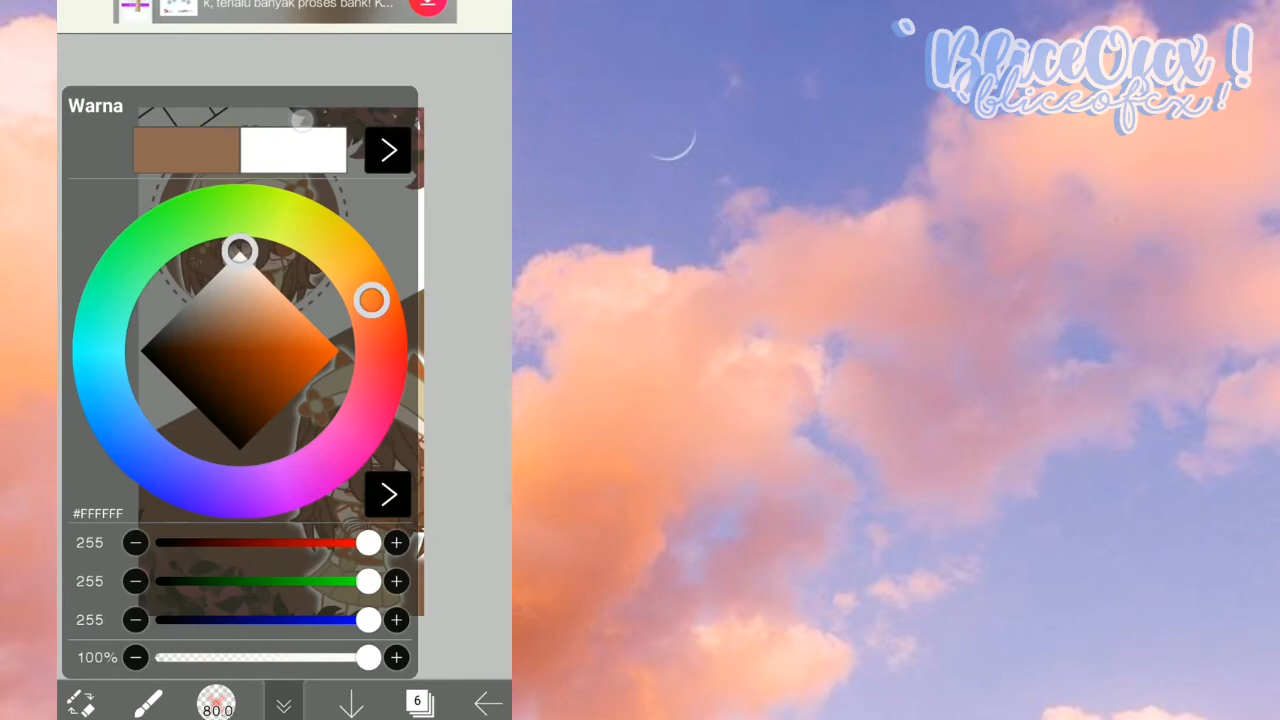 k, terlalu banyak proses bank! K...
BliceOfcx !
bliceofcx !
Warna
#FFFFFF
255
255
255
100%
80.0
6